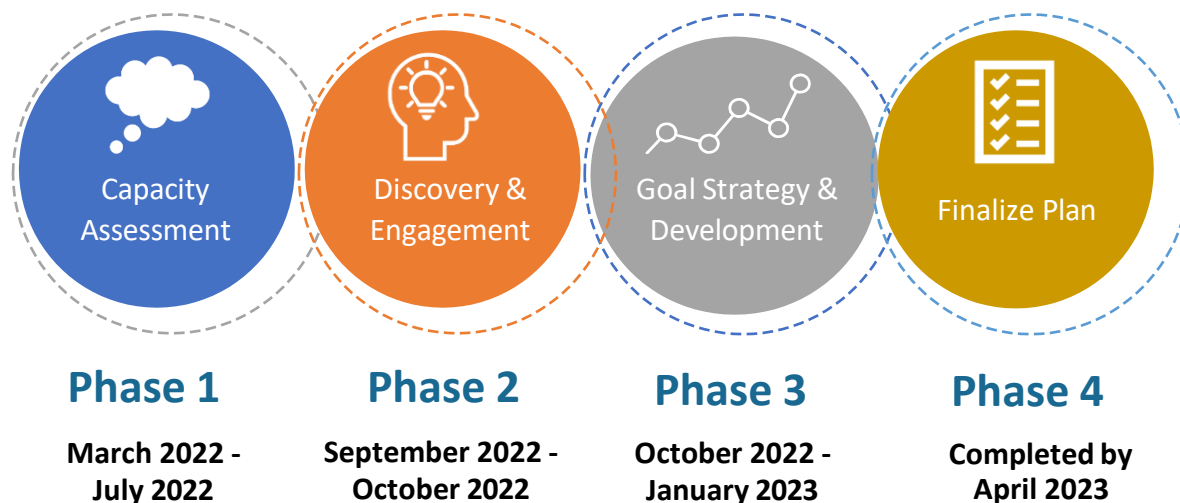 Capacity
Assessment
Discovery &
Engagement
Goal Strategy &
Development
Finalize Plan
Phase 1
Phase 2
Phase 3
Phase 4
March 2022 -
July 2022
September 2022 -
October 2022
October 2022 -
January 2023
Completed by
April 2023